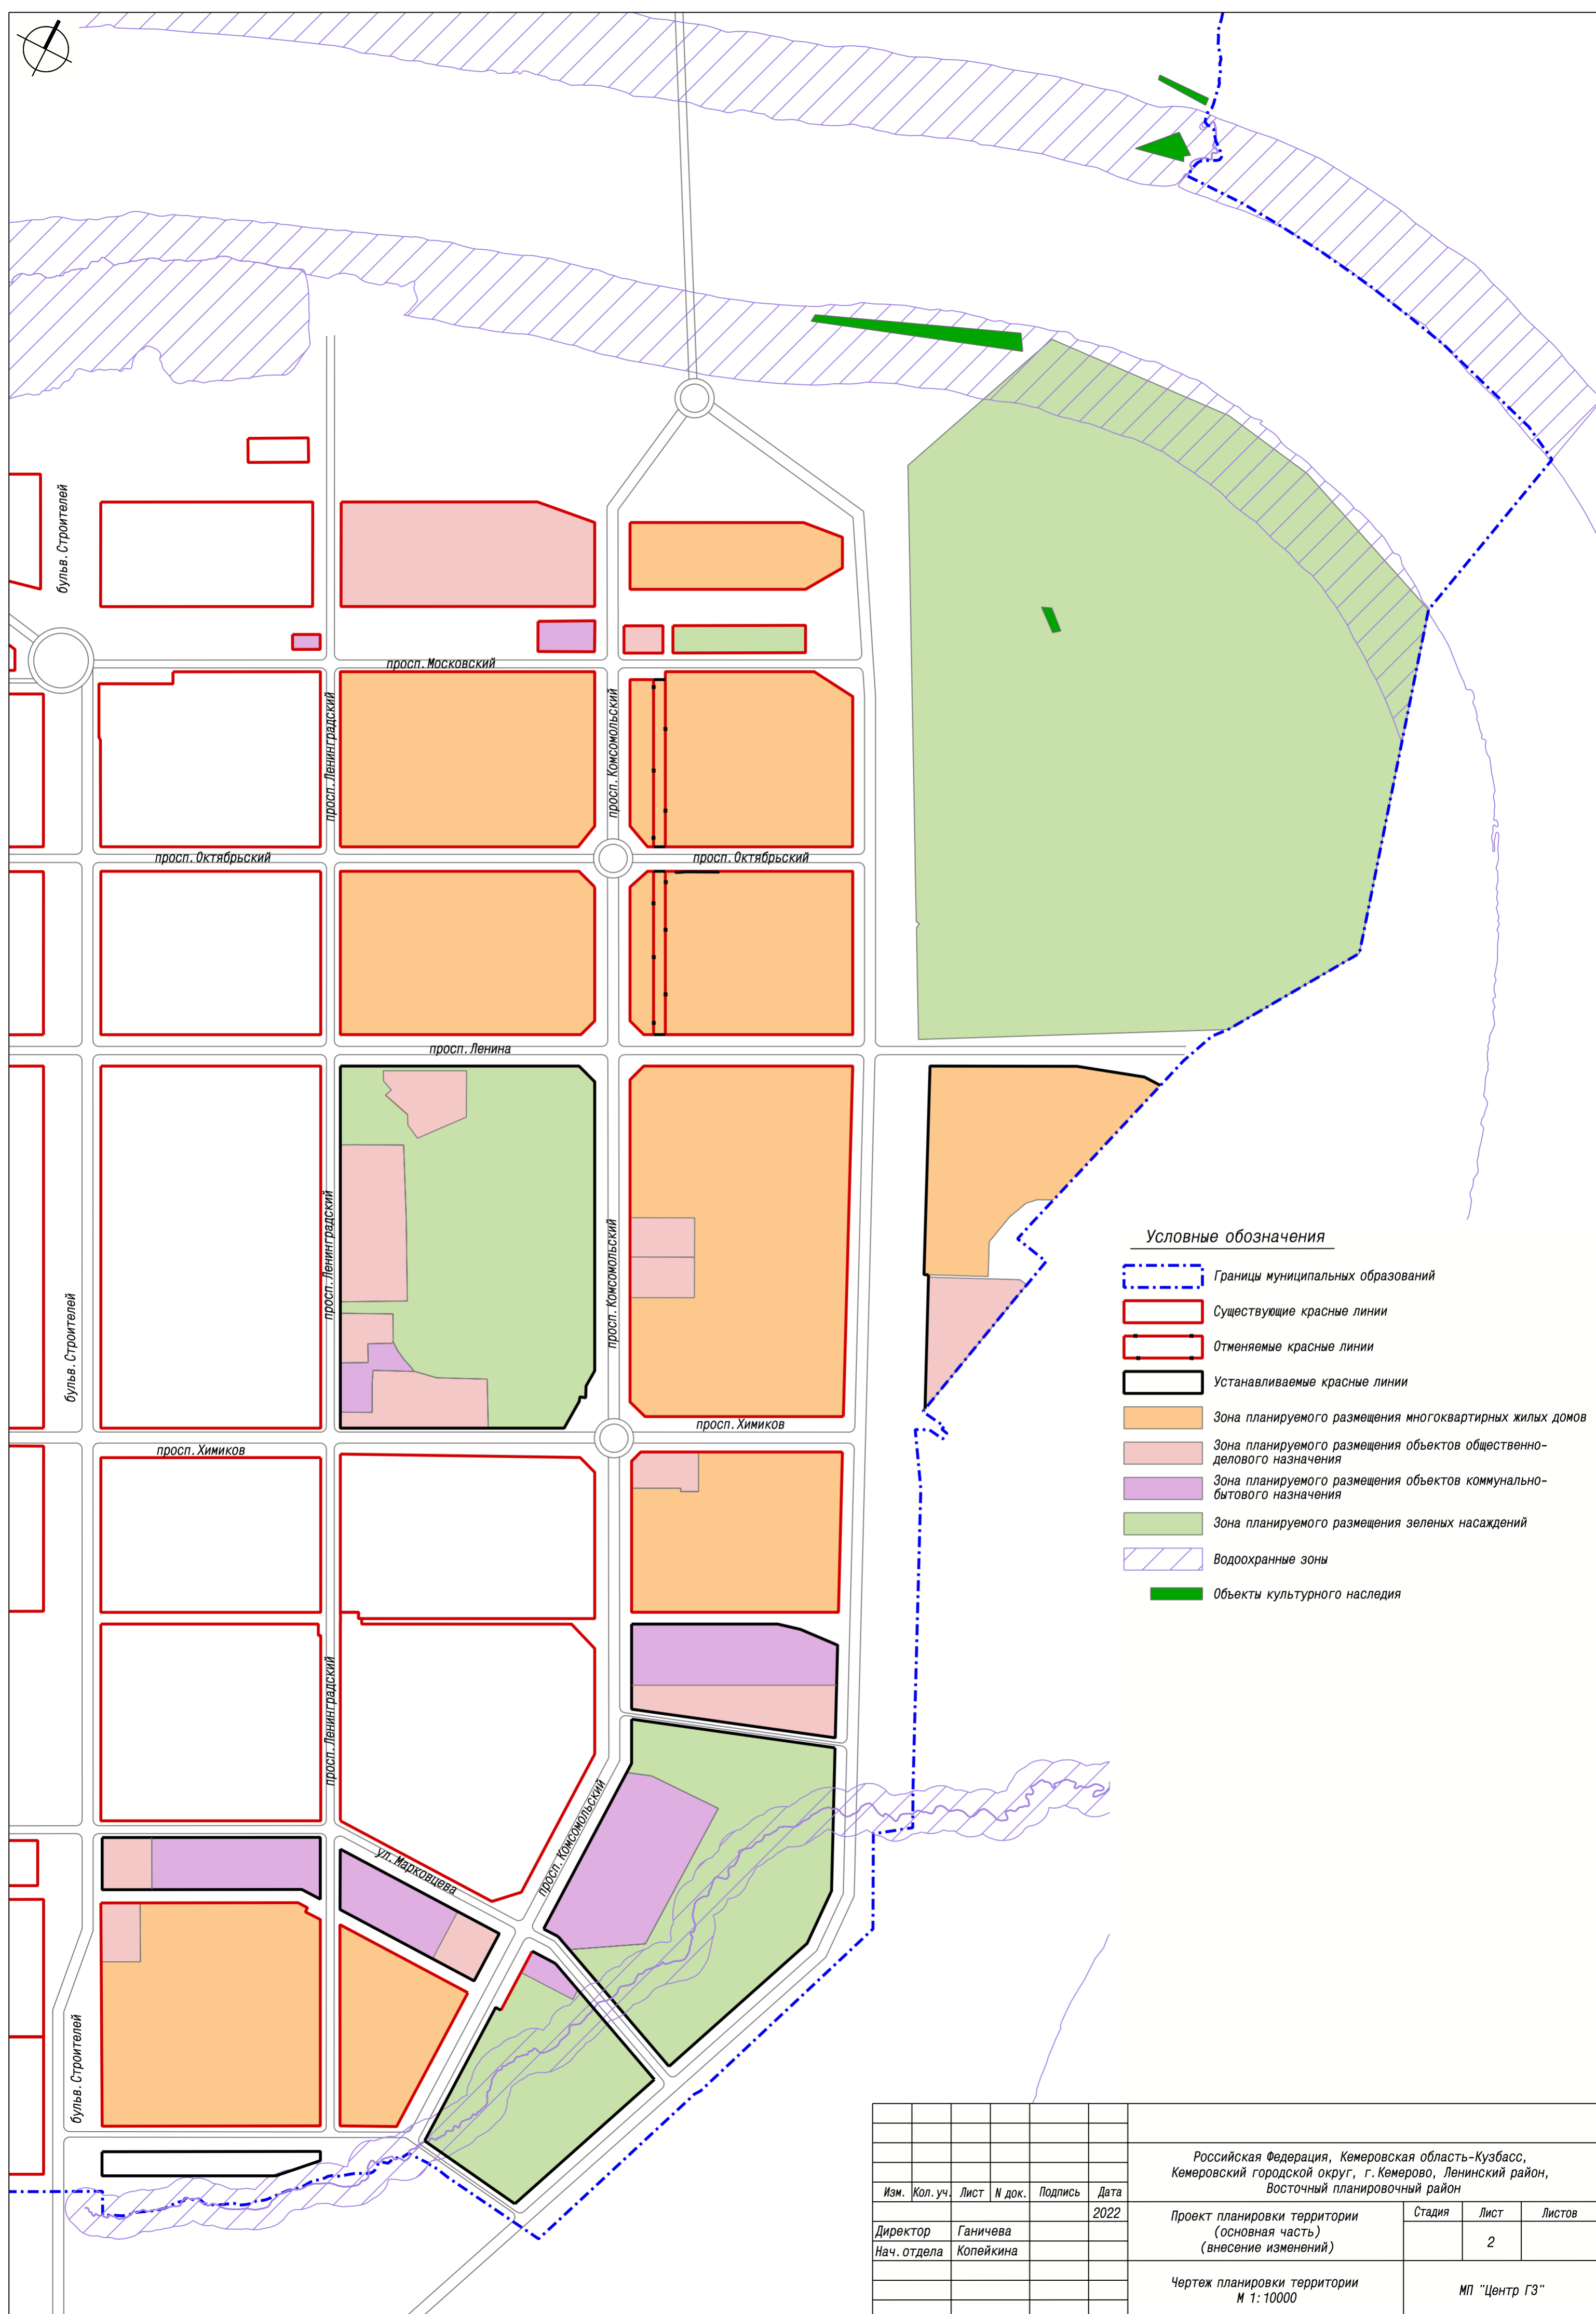 бульв. Строителей
просп. Московский
просп. Ленинградский
просп. Комсомольский
просп. Октябрьский
просп. Октябрьский
просп. Ленина
просп. Ленинградский
просп. Комсомольский
бульв. Строителей
просп. Химиков
просп. Химиков
просп. Ленинградский
просп. Комсомольский
ул. Марковцева
бульв. Строителей
Условные обозначения
Границы муниципальных образований
Существующие красные линии
Отменяемые красные линии
Устанавливаемые красные линии
Зона планируемого размещения многоквартирных жилых домов
Зона планируемого размещения объектов общественно-
делового назначения
Зона планируемого размещения объектов коммунально-
бытового назначения
Зона планируемого размещения зеленых насаждений
Водоохранные зоны
Объекты культурного наследия
Российская Федерация, Кемеровская область-Кузбасс,
Кемеровский городской округ, г. Кемерово, Ленинский район,
Восточный планировочный район
Изм. Кол.уч. Лист N док. Подпись Дата
2022
Директор Ганичева
Нач. отдела Копейкина
Проект планировки территории
(основная часть)
(внесение изменений)
Стадия Лист Листов
2
Чертеж планировки территории
М 1:10000
МП "Центр ГЗ"